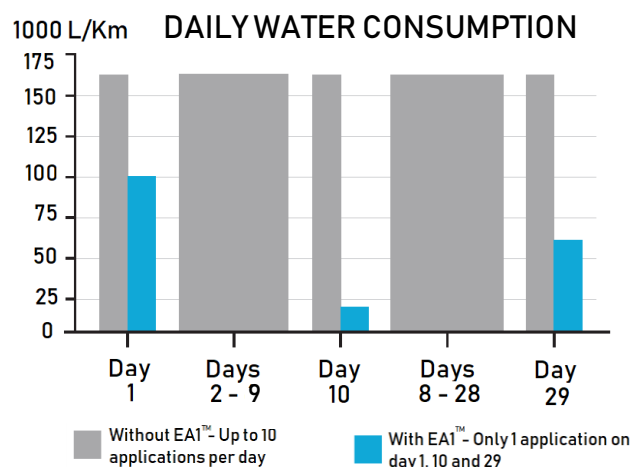 1000 L/Km DAILY WATER CONSUMPTION
175
150
125
100
75
50
25
0
Day Days Day Days Day
1 2 - 9 10 8 - 28 29
Without EA1™- Up to 10
applications per day
With EA1™- Only 1 application on
day 1, 10 and 29